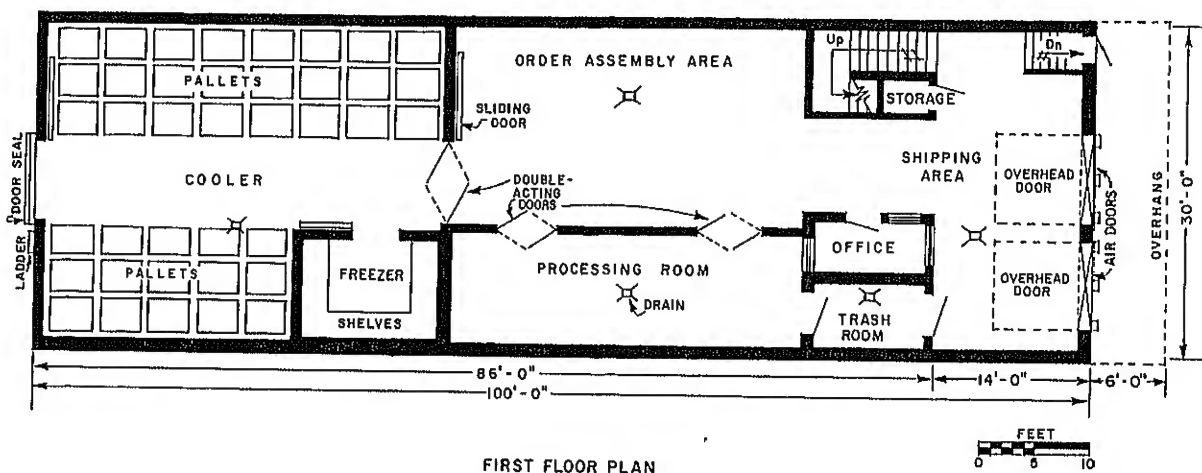 Up
Dn
ORDER ASSEMBLY AREA
PALLETS
STORAGE
SLIDING
DOOR
SHIPPING
AREA
DOOR SEAL
COOLER
DOUBLE-
ACTING
DOORS
OVERHEAD
DOOR
AIR DOORS
OVERHANG
30'-0"
LADDER
PALLETS
FREEZER
SHELVES
PROCESSING ROOM
DRAIN
OFFICE
TRASH
ROOM
OVERHEAD
DOOR
86'-0"
14'-0"
6'-0"
100'-0"
FEET
0 5 10
FIRST FLOOR PLAN